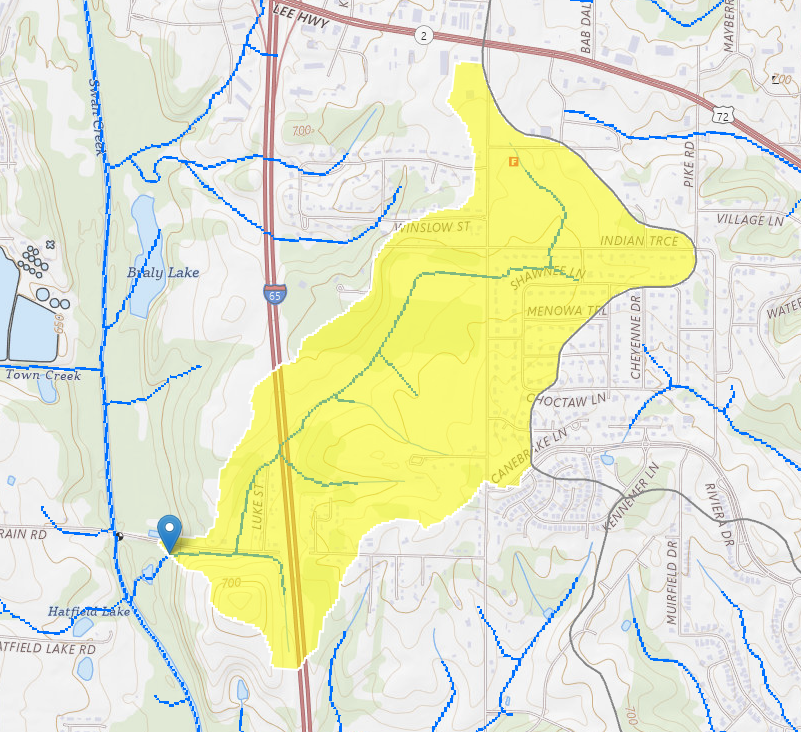 LEE HWY
2
BAB DAL
MAYBERR
700
72
Swan Creek
700
F
PIKE RD
VILLAGE LN
WINSLOW ST
INDIAN TRCE
Braly Lake
SHAWNEE LN
65
MENOWA TRL
WATER
650
CHEYENNE DR
Town Creek
CHOCTAW LN
CANEBRAKE LN
KENNEMER LN
LUKE ST
RIVIERA DR
RAIN RD
700
MUIRFIELD DR
Hatfield Lake
ATFIELD LAKE RD
700